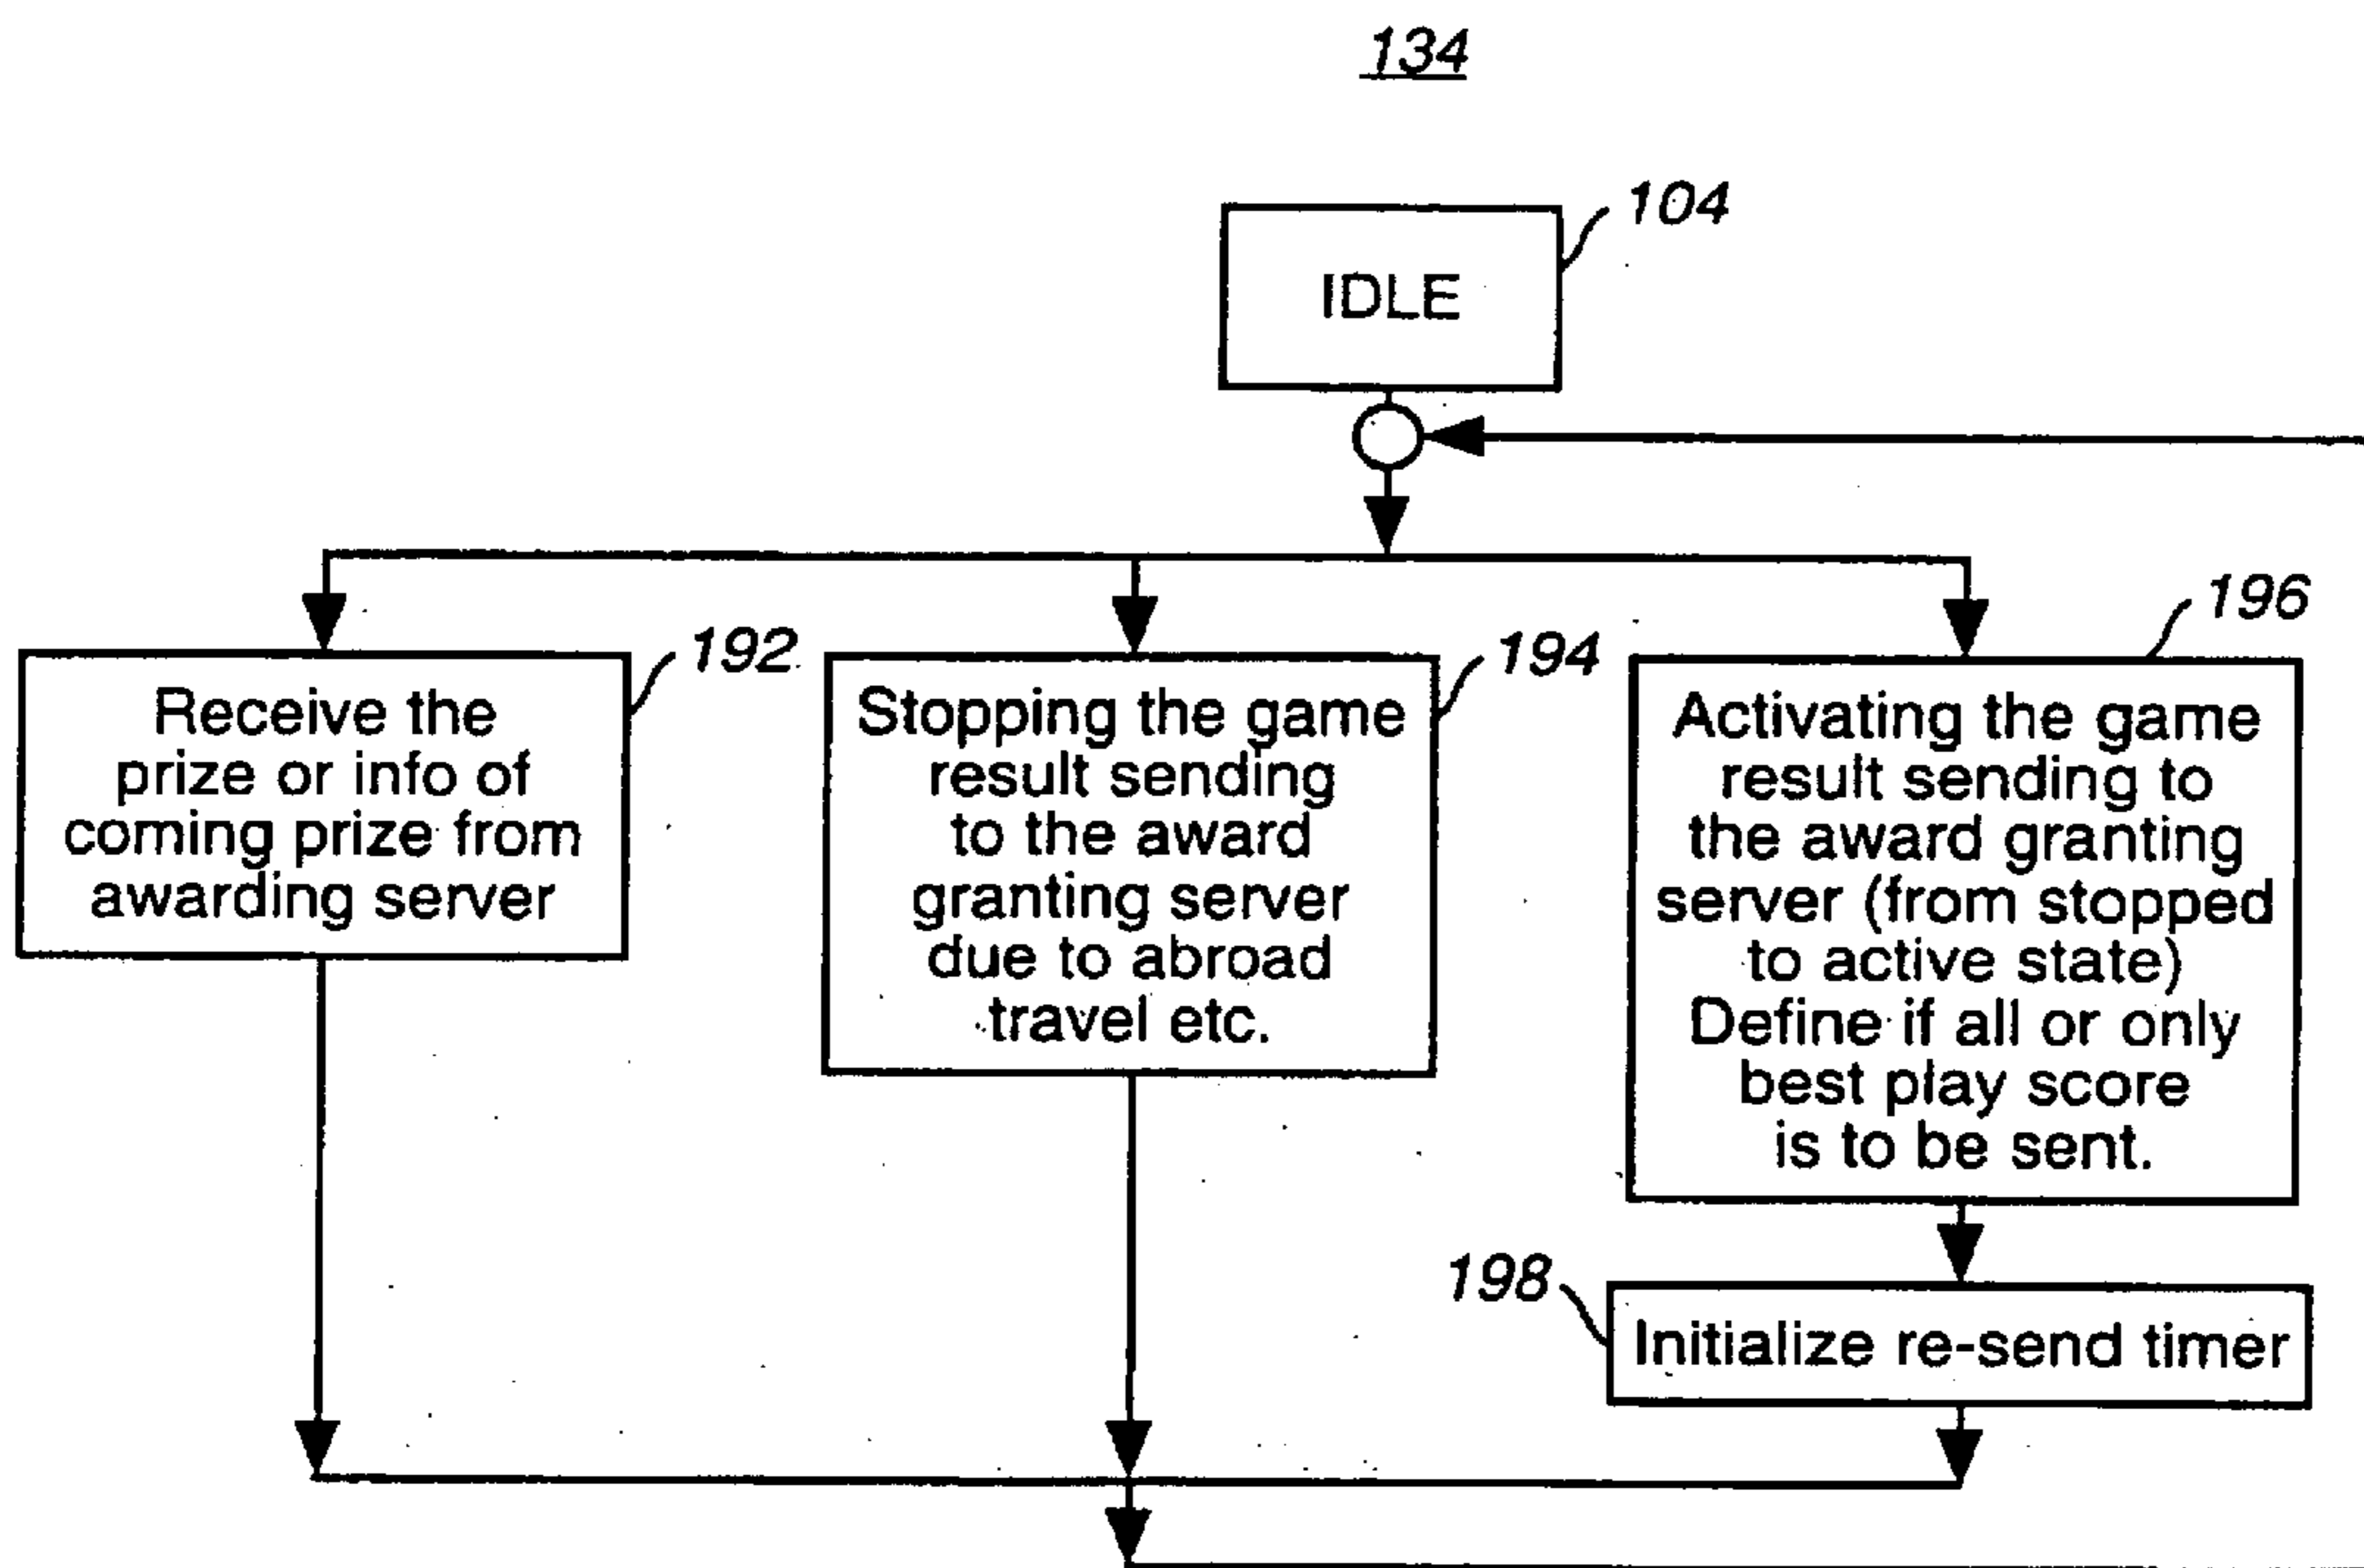 134
104
IDLE
192
Receive the
prize or info of
coming prize from
awarding server
194
Stopping the game
result sending
to the award
granting server
due to abroad
travel etc.
196
Activating the game
result sending to
the award granting
server (from stopped
to active state)
Define if all or only
best play score
is to be sent.
198
Initialize re-send timer